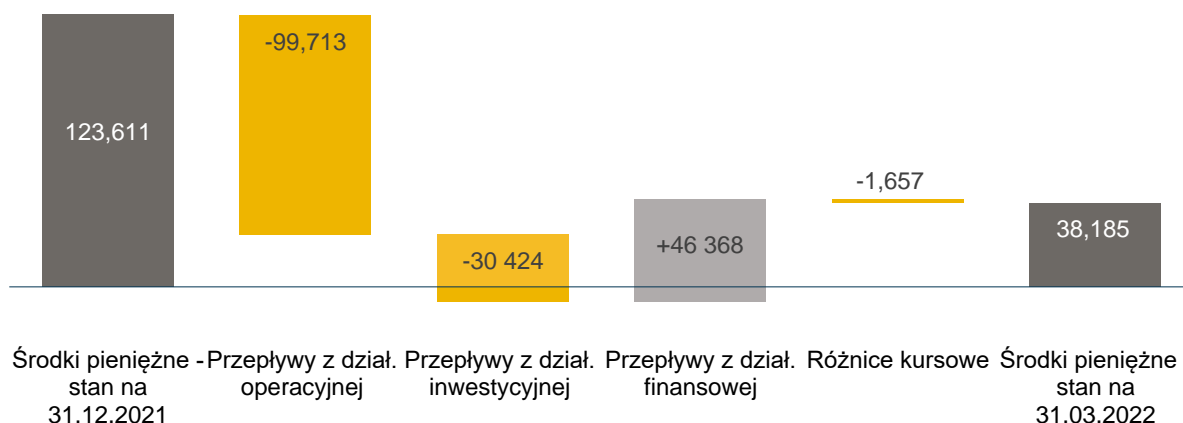 -99,713
123,611
-1,657
38,185
+46 368
-30 424
Środki pieniężne -
stan na
31.12.2021
Przepływy z dział.
operacyjnej
Przepływy z dział.
inwestycyjnej
Przepływy z dział.
finansowej
Różnice kursowe
Środki pieniężne
stan na
31.03.2022